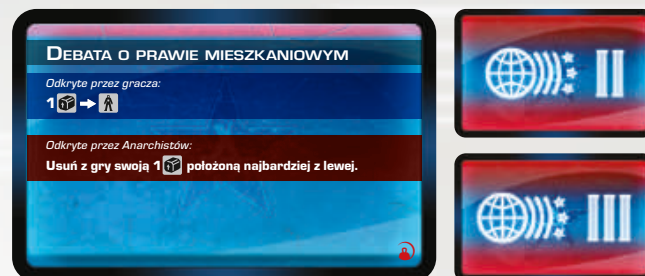 DEBATA O PRAWIE MIESZKANIOWYM
Odkryte przez gracza:
1
Odkryte przez Anarchistów:
Usuń z gry swoją 1 położoną najbardziej z lewej.
II
III